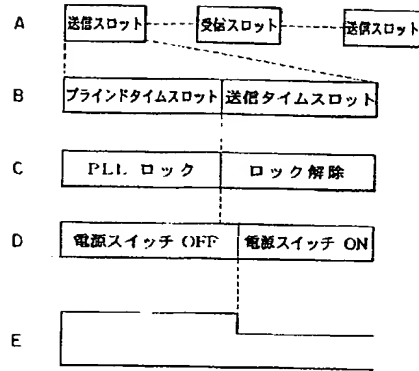 A 送信スロット 受信スロット 送信スロット
B ブラインドタイムスロット 送信タイムスロット
C PLL ロック ロック解除
D 電源スイッチ OFF 電源スイッチ ON
E